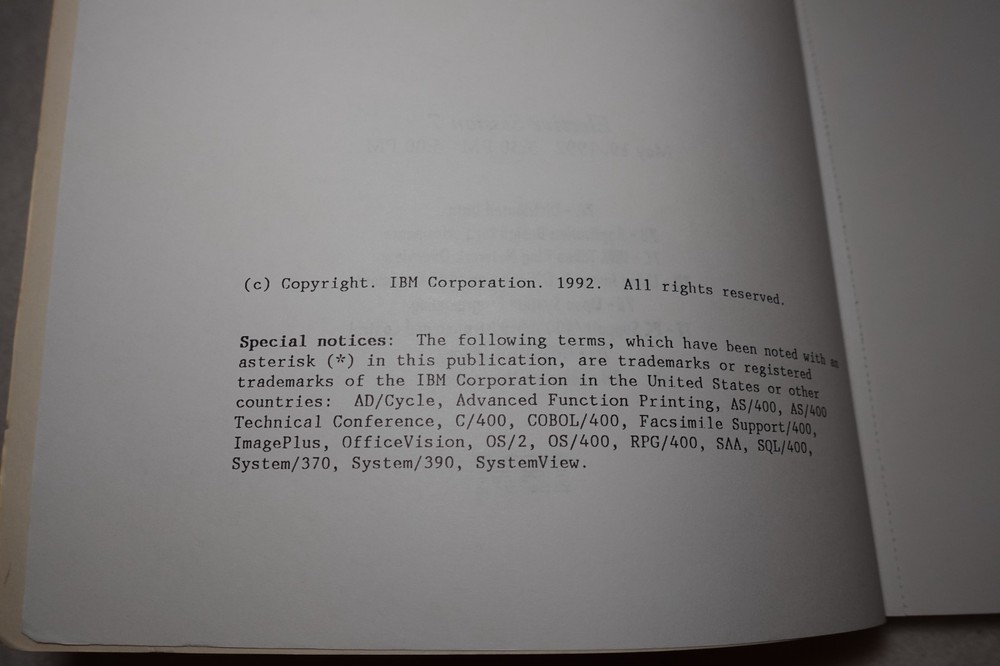 (c) Copyright. IBM Corporation. 1992. All rights reserved.
Special notices: The following terms, which have been noted with an
asterisk (*) in this publication, are trademarks or registered
trademarks of the IBM Corporation in the United States or other
countries: AD/Cycle, Advanced Function Printing, AS/400, AS/400
Technical Conference, C/400, COBOL/400, Facsimile Support/400,
ImagePlus, OfficeVision, OS/2, OS/400, RPG/400, SAA, SQL/400,
System/370, System/390, SystemView.